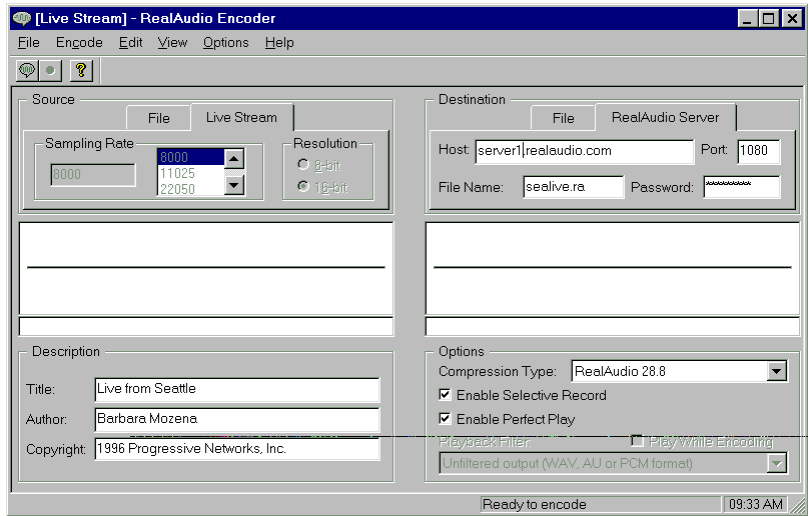 [Live Stream] - RealAudio Encoder
File Encode Edit View Options Help
Source
File Live Stream
Sampling Rate
8000
8000
11025
22050
Resolution
8-bit
16-bit
Destination
File RealAudio Server
Host: server1.realaudio.com Port: 1080
File Name: sealive.ra Password: *********
Description
Title: Live from Seattle
Author: Barbara Mozena
Copyright: 1996 Progressive Networks, Inc.
Options
Compression Type: RealAudio 28.8
Enable Selective Record
Enable Perfect Play
Playback Filter: Play While Encoding
Unfiltered output (WAV, AU or PCM format)
Ready to encode 09:33 AM